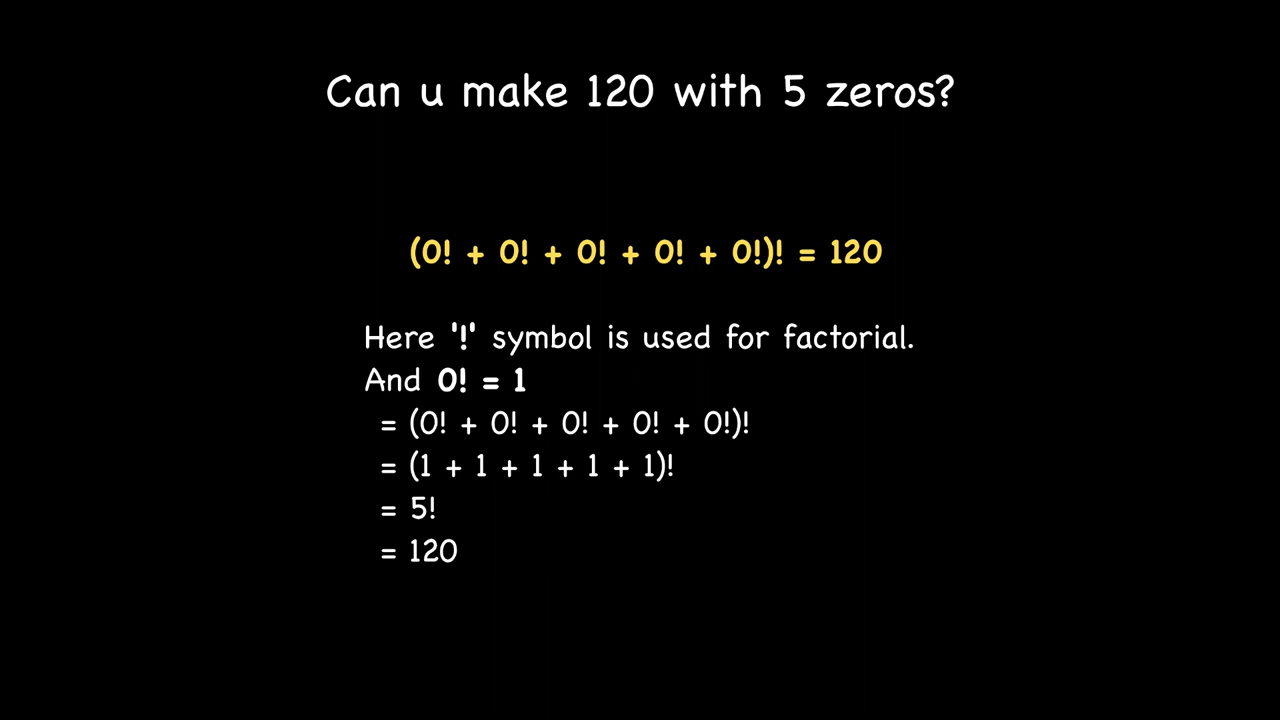 Can u make 120 with 5 zeros?
(0! + 0! + 0! + 0! + 0!)! = 120
Here '!' symbol is used for factorial.
And 0! = 1
= (0! + 0! + 0! + 0! + 0!)!
= (1 + 1 + 1 + 1 + 1)!
= 5!
= 120